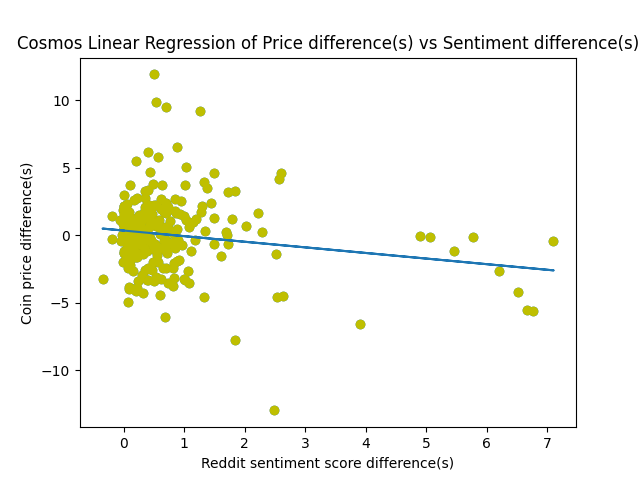 Cosmos Linear Regression of Price difference(s) vs Sentiment difference(s)
10
5
0
−5
−10
Coin price difference(s)
0 1 2 3 4 5 6 7
Reddit sentiment score difference(s)